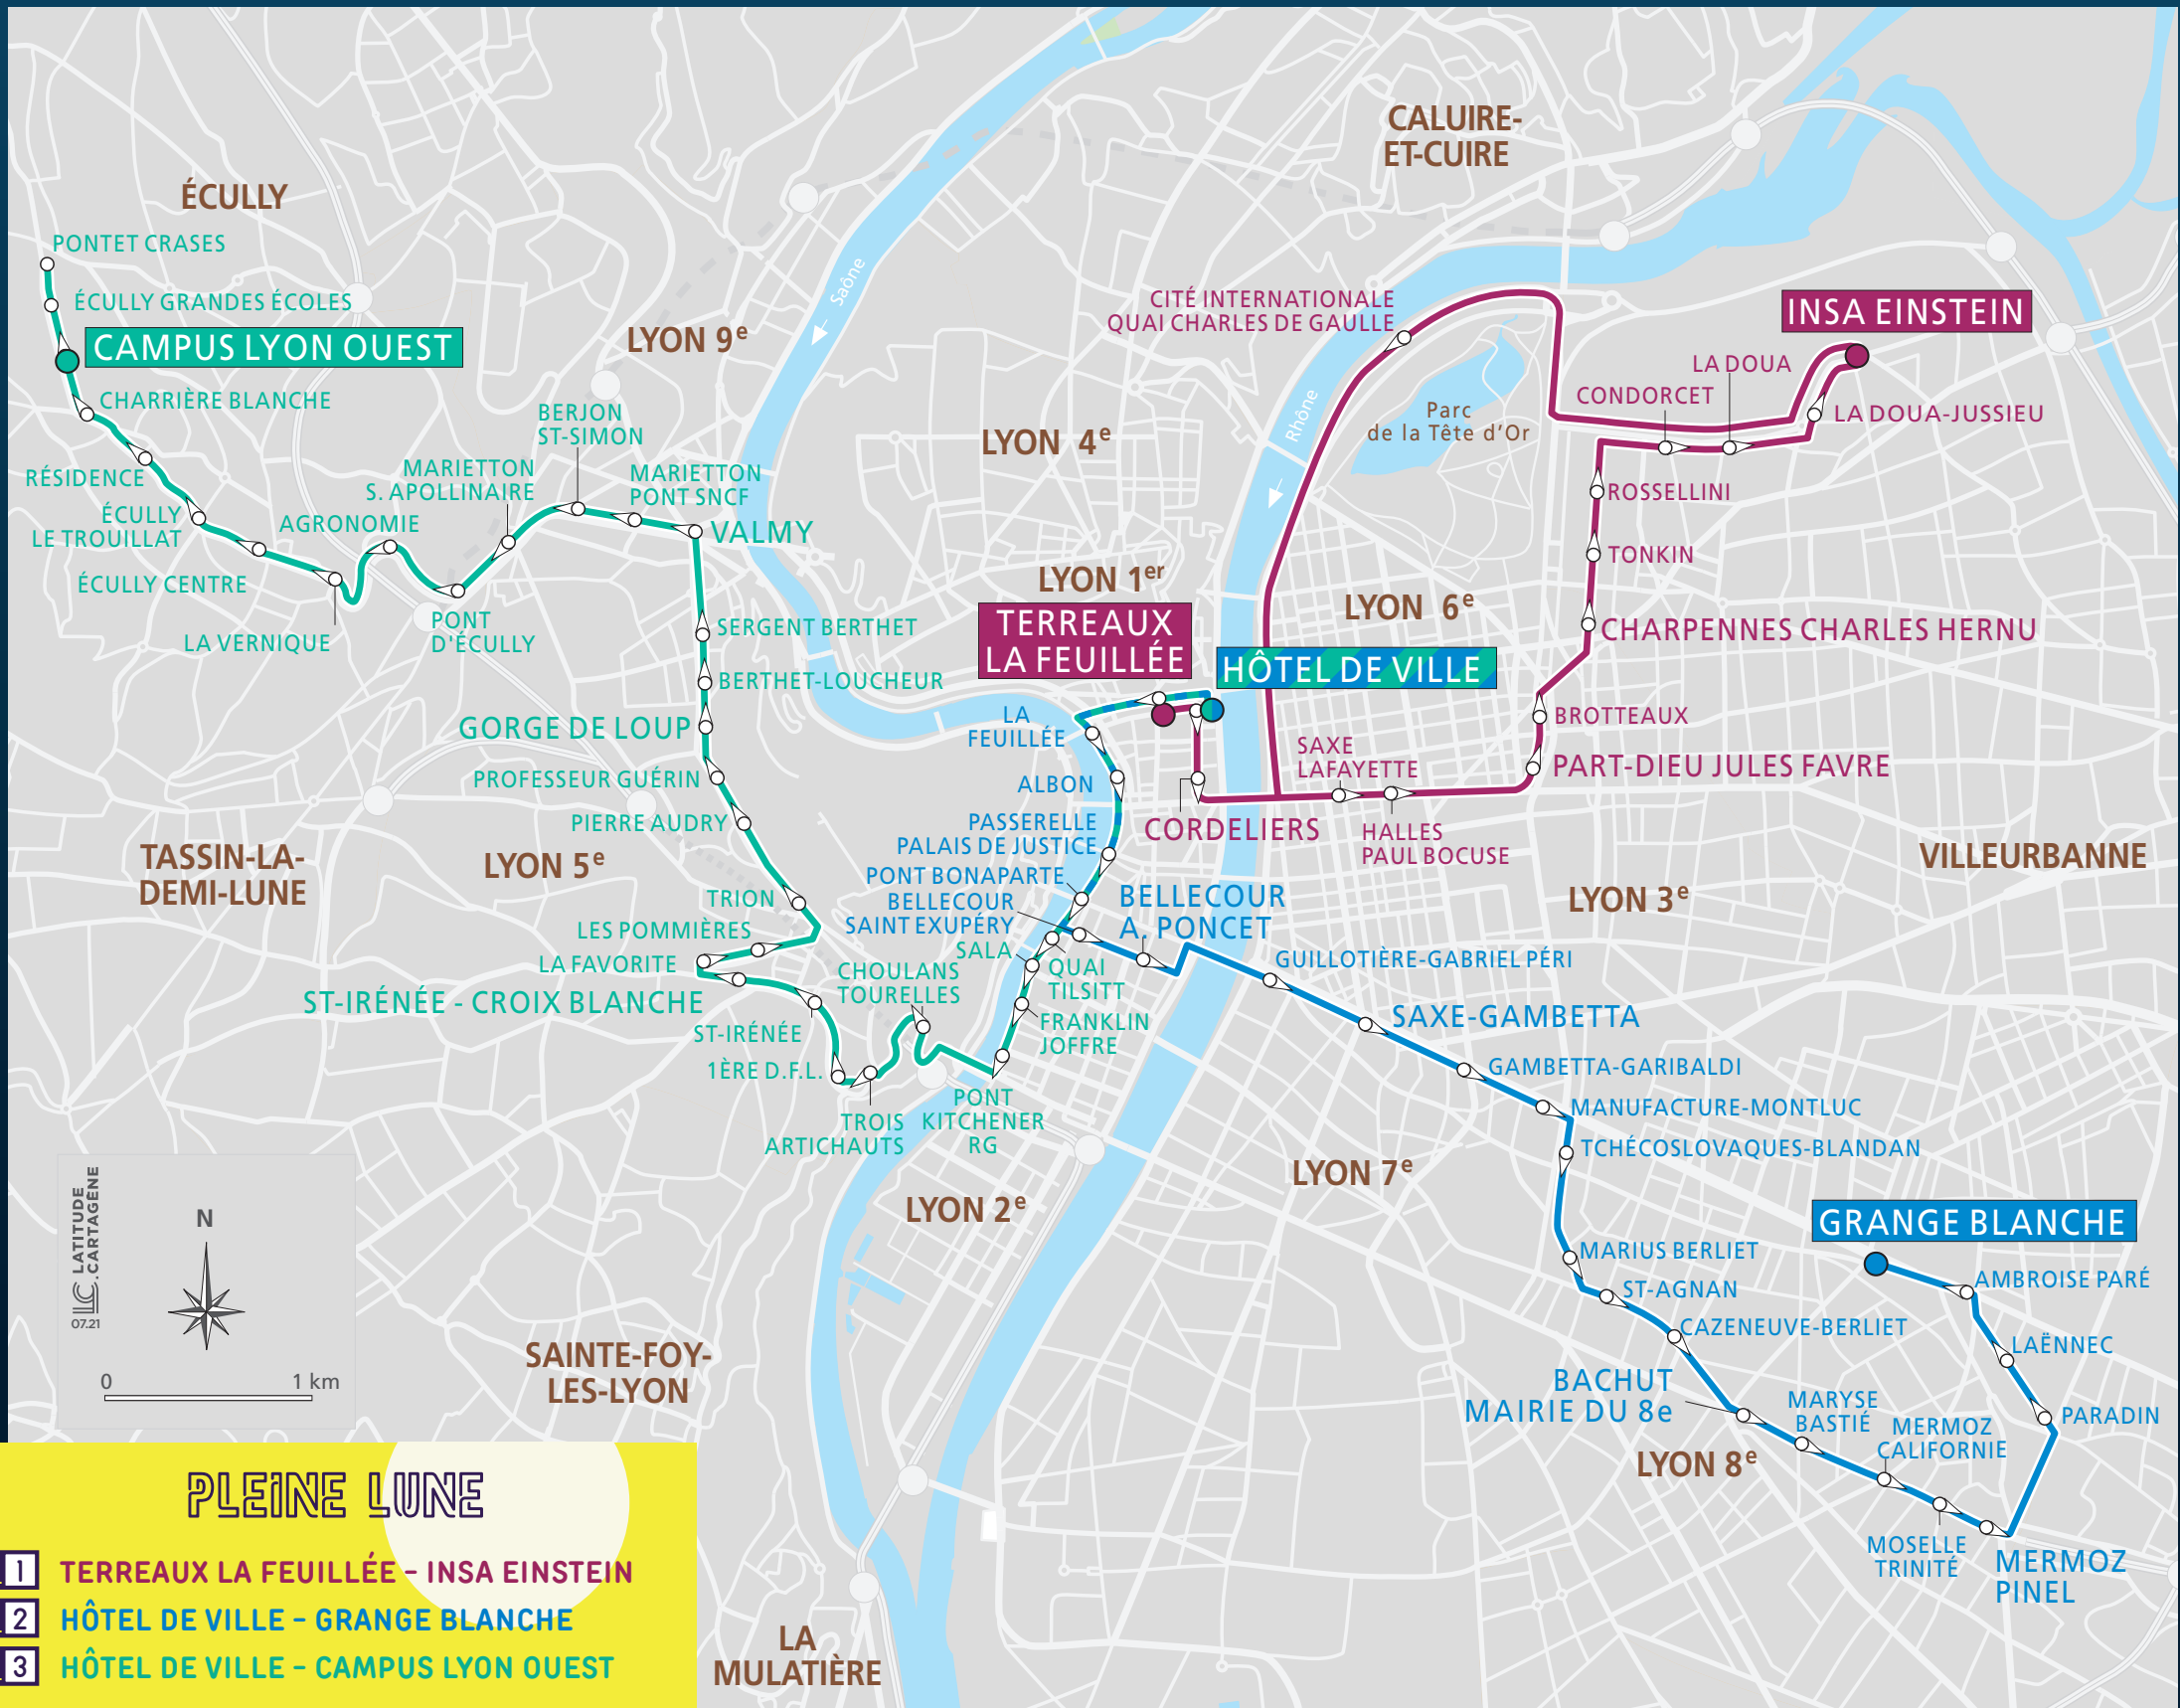 CALUIRE-
ET-CUIRE
ÉCULLY
PONTET CRASES
ÉCULLY GRANDES ÉCOLES
CAMPUS LYON OUEST
CHARRIÈRE BLANCHE
RÉSIDENCE
ÉCULLY
LE TROUILLAT
ÉCULLY CENTRE
LA VERNIQUE
AGRONOMIE
PONT
D'ÉCULLY
MARIETTON
S. APOLLINAIRE
BERJON
ST-SIMON
MARIETTON
PONT SNCF
VALMY
LYON 9e
Saône
SERGENT BERTHET
BERTHET-LOUCHEUR
GORGE DE LOUP
PROFESSEUR GUÉRIN
PIERRE AUDRY
TRION
LES POMMIÈRES
LA FAVORITE
ST-IRÉNÉE - CROIX BLANCHE
ST-IRÉNÉE
1ÈRE D.F.L.
TROIS
ARTICHAUTS
CHOULANS
TOURELLES
PONT
KITCHENER
RG
FRANKLIN
JOFFRE
SALA
QUAI
TILSITT
TASSIN-LA-
DEMI-LUNE
LYON 5e
LYON 4e
LYON 1er
TERREAUX
LA FEUILLÉE
HÔTEL DE VILLE
LA
FEUILLÉE
ALBON
PASSERELLE
PALAIS DE JUSTICE
PONT BONAPARTE
BELLECOUR
SAINT EXUPÉRY
BELLECOUR
A. PONCET
CORDELIERS
SAXE
LAFAYETTE
HALLES
PAUL BOCUSE
PART-DIEU JULES FAVRE
BROTTEAUX
CHARPENNES CHARLES HERNU
TONKIN
ROSSELLINI
CONDORCET
LA DOUA
LA DOUA-JUSSIEU
INSA EINSTEIN
CITÉ INTERNATIONALE
QUAI CHARLES DE GAULLE
Rhône
Parc
de la Tête d'Or
LYON 6e
LYON 3e
VILLEURBANNE
GUILLOTIÈRE-GABRIEL PÉRI
SAXE-GAMBETTA
GAMBETTA-GARIBALDI
MANUFACTURE-MONTLUC
TCHÉCOSLOVAQUES-BLANDAN
MARIUS BERLIET
ST-AGNAN
CAZENEUVE-BERLIET
BACHUT
MAIRIE DU 8e
MARYSE
BASTIÉ
MERMOZ
CALIFORNIE
MOSELLE
TRINITÉ
MERMOZ
PINEL
PARADIN
LAËNNEC
AMBROISE PARÉ
GRANGE BLANCHE
LYON 7e
LYON 8e
LYON 2e
SAINTE-FOY-
LES-LYON
LA
MULATIÈRE
LC LATITUDE
.CARTAGÈNE
07.21
N
0 1 km
PLEINE LUNE
1 TERREAUX LA FEUILLÉE – INSA EINSTEIN
2 HÔTEL DE VILLE – GRANGE BLANCHE
3 HÔTEL DE VILLE – CAMPUS LYON OUEST